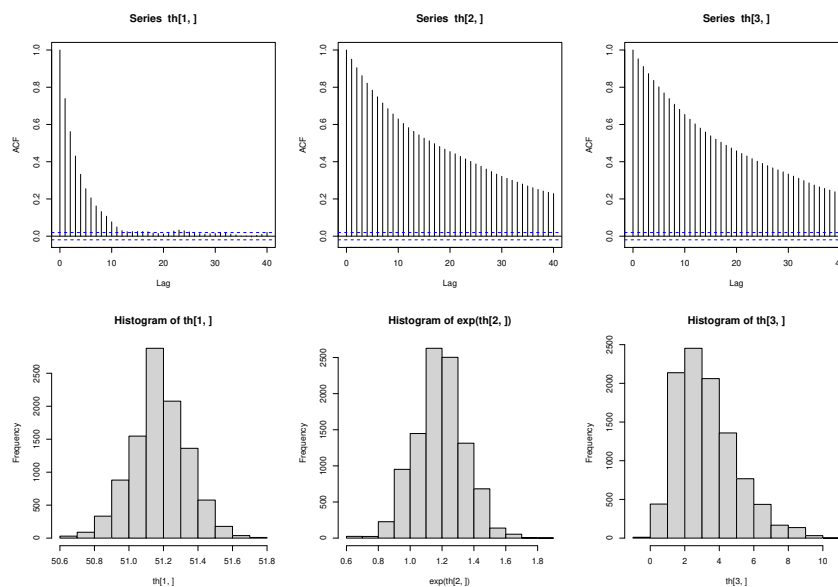 Series th[1, ]
Series th[2, ]
Series th[3, ]
ACF
0.0 0.2 0.4 0.6 0.8 1.0
0 10 20 30 40
Lag
ACF
0.0 0.2 0.4 0.6 0.8 1.0
0 10 20 30 40
Lag
ACF
0.0 0.2 0.4 0.6 0.8 1.0
0 10 20 30 40
Lag
Histogram of th[1, ]
Histogram of exp(th[2, ])
Histogram of th[3, ]
Frequency
0 500 1000 1500 2000 2500
50.6 50.8 51.0 51.2 51.4 51.6 51.8
th[1, ]
Frequency
0 500 1000 1500 2000 2500
0.6 0.8 1.0 1.2 1.4 1.6 1.8
exp(th[2, ])
Frequency
0 500 1000 1500 2000 2500
0 2 4 6 8 10
th[3, ]